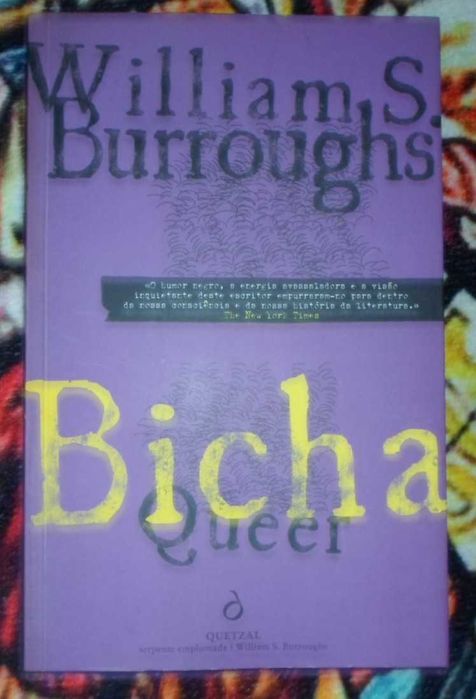 William S.
Burroughs
«O humor negro, a energia avassaladora e a visão
inquietante deste escritor empurraram-no para dentro
da nossa consciência e da nossa história da literatura.»
The New York Times
Bicha
Queer
QUETZAL
serpente emplumada | William S. Burroughs